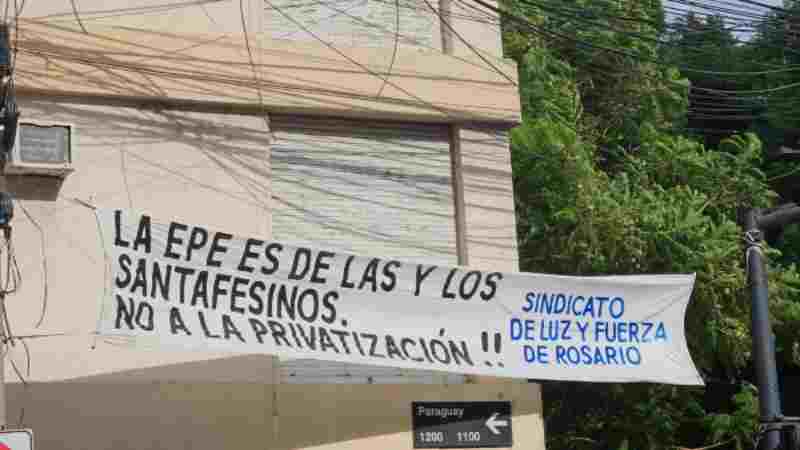 LA EPE ES DE LAS Y LOS
SANTAFESINOS.
NO A LA PRIVATIZACIÓN !!
SINDICATO
DE LUZ Y FUERZA
DE ROSARIO
Paraguay
1200 1100